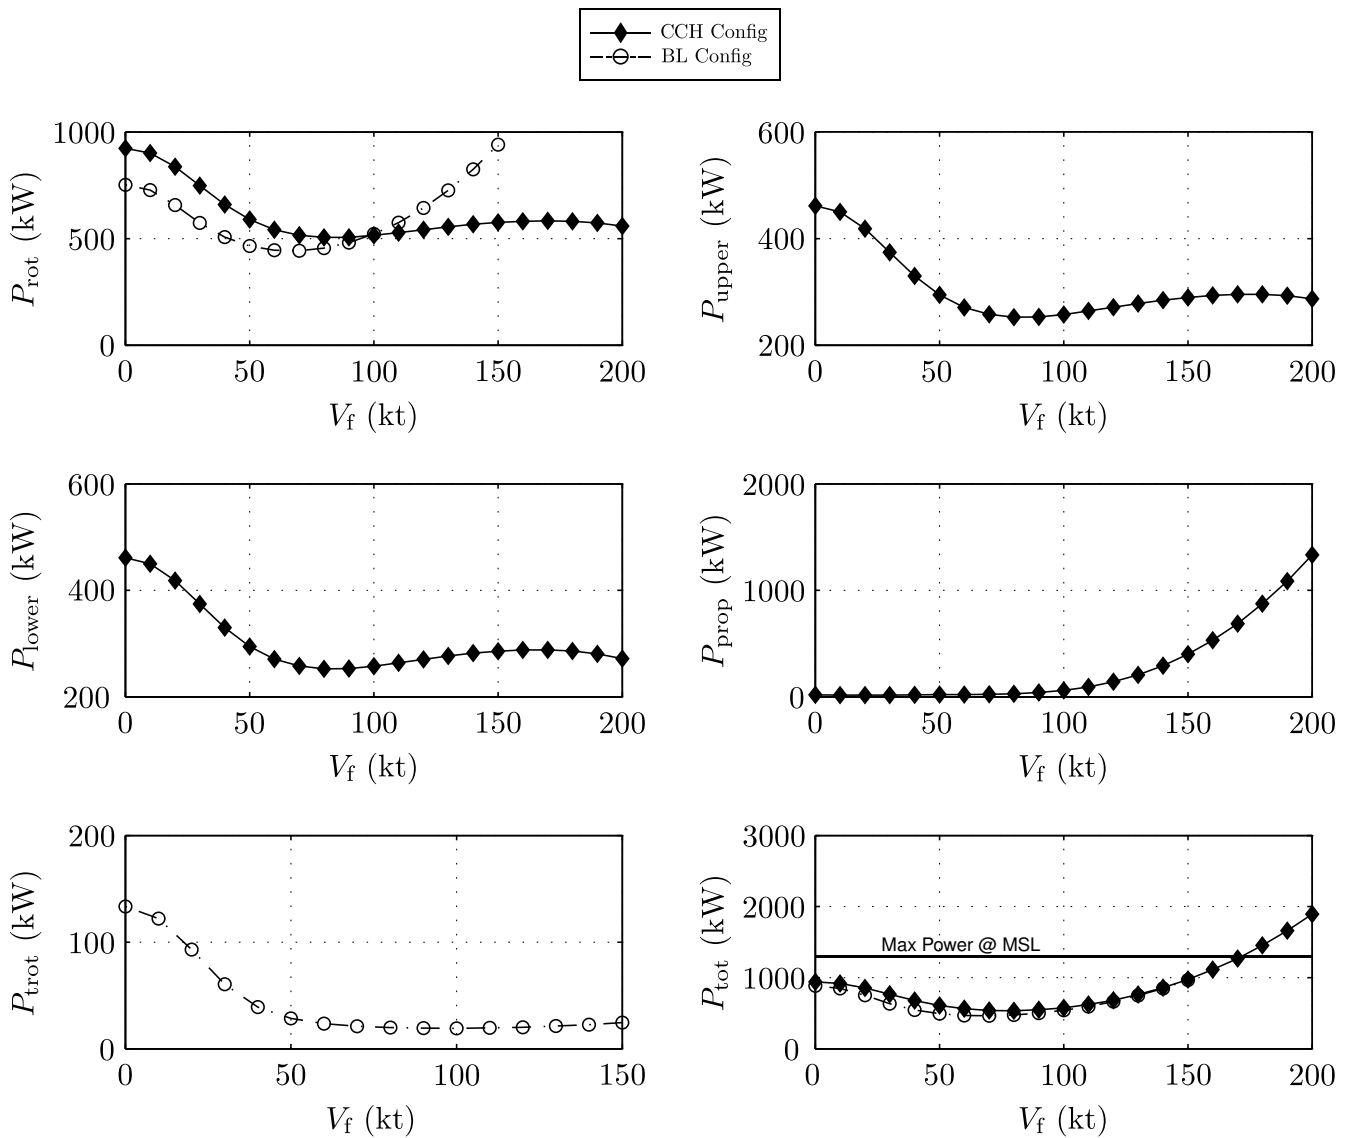 CCH Config
BL Config
1000
500
0
P_rot (kW)
0 50 100 150 200
V_f (kt)
600
400
200
P_upper (kW)
0 50 100 150 200
V_f (kt)
600
400
200
P_lower (kW)
0 50 100 150 200
V_f (kt)
2000
1000
0
P_prop (kW)
0 50 100 150 200
V_f (kt)
200
100
0
P_trot (kW)
0 50 100 150
V_f (kt)
3000
2000
1000
0
P_tot (kW)
Max Power @ MSL
0 50 100 150 200
V_f (kt)